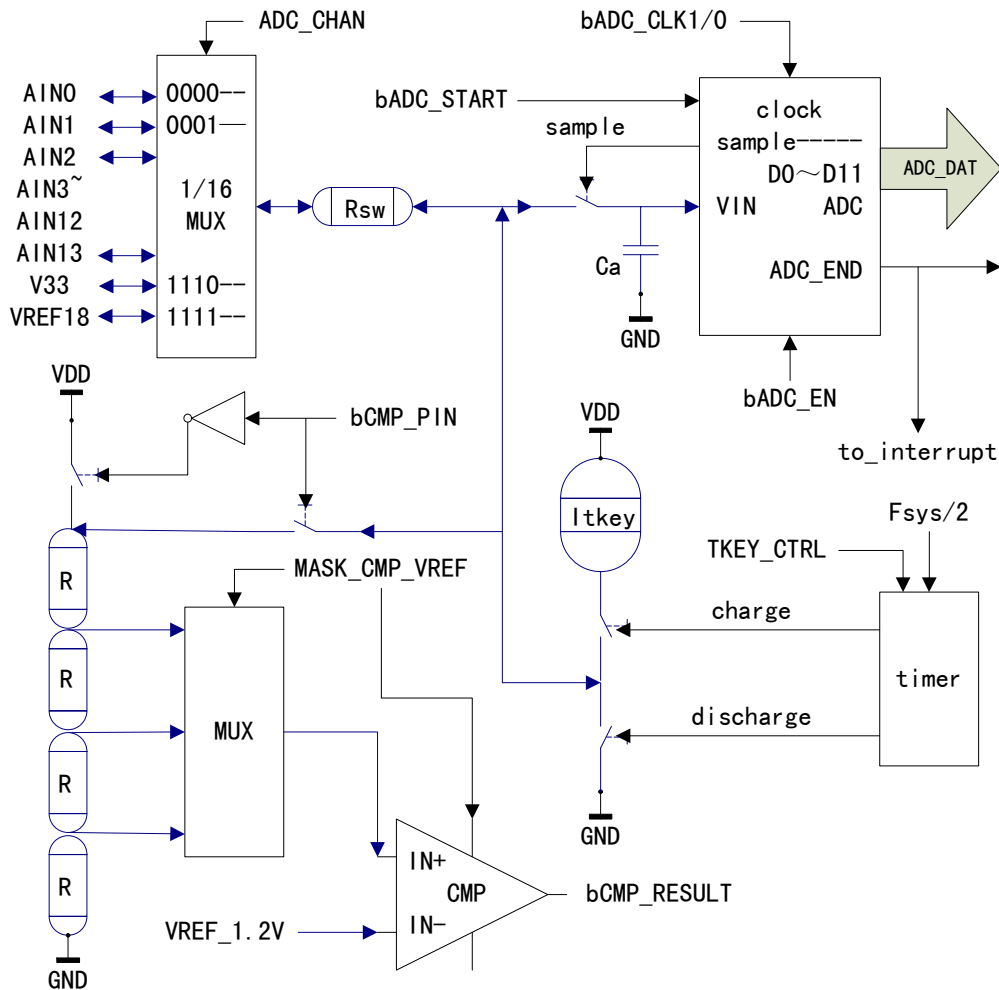 ADC_CHAN
bADC_CLK1/0
AIN0
0000--
AIN1
0001—
AIN2
AIN3~
AIN12
AIN13
V33
1110--
VREF18
1111--
1/16
MUX
Rsw
bADC_START
sample
clock
sample-----
D0～D11
VIN
ADC
ADC_END
ADC_DAT
Ca
GND
bADC_EN
to_interrupt
VDD
bCMP_PIN
VDD
Itkey
Fsys/2
TKEY_CTRL
MASK_CMP_VREF
R
R
R
R
MUX
charge
timer
discharge
GND
IN+
CMP
IN-
bCMP_RESULT
VREF_1.2V
GND